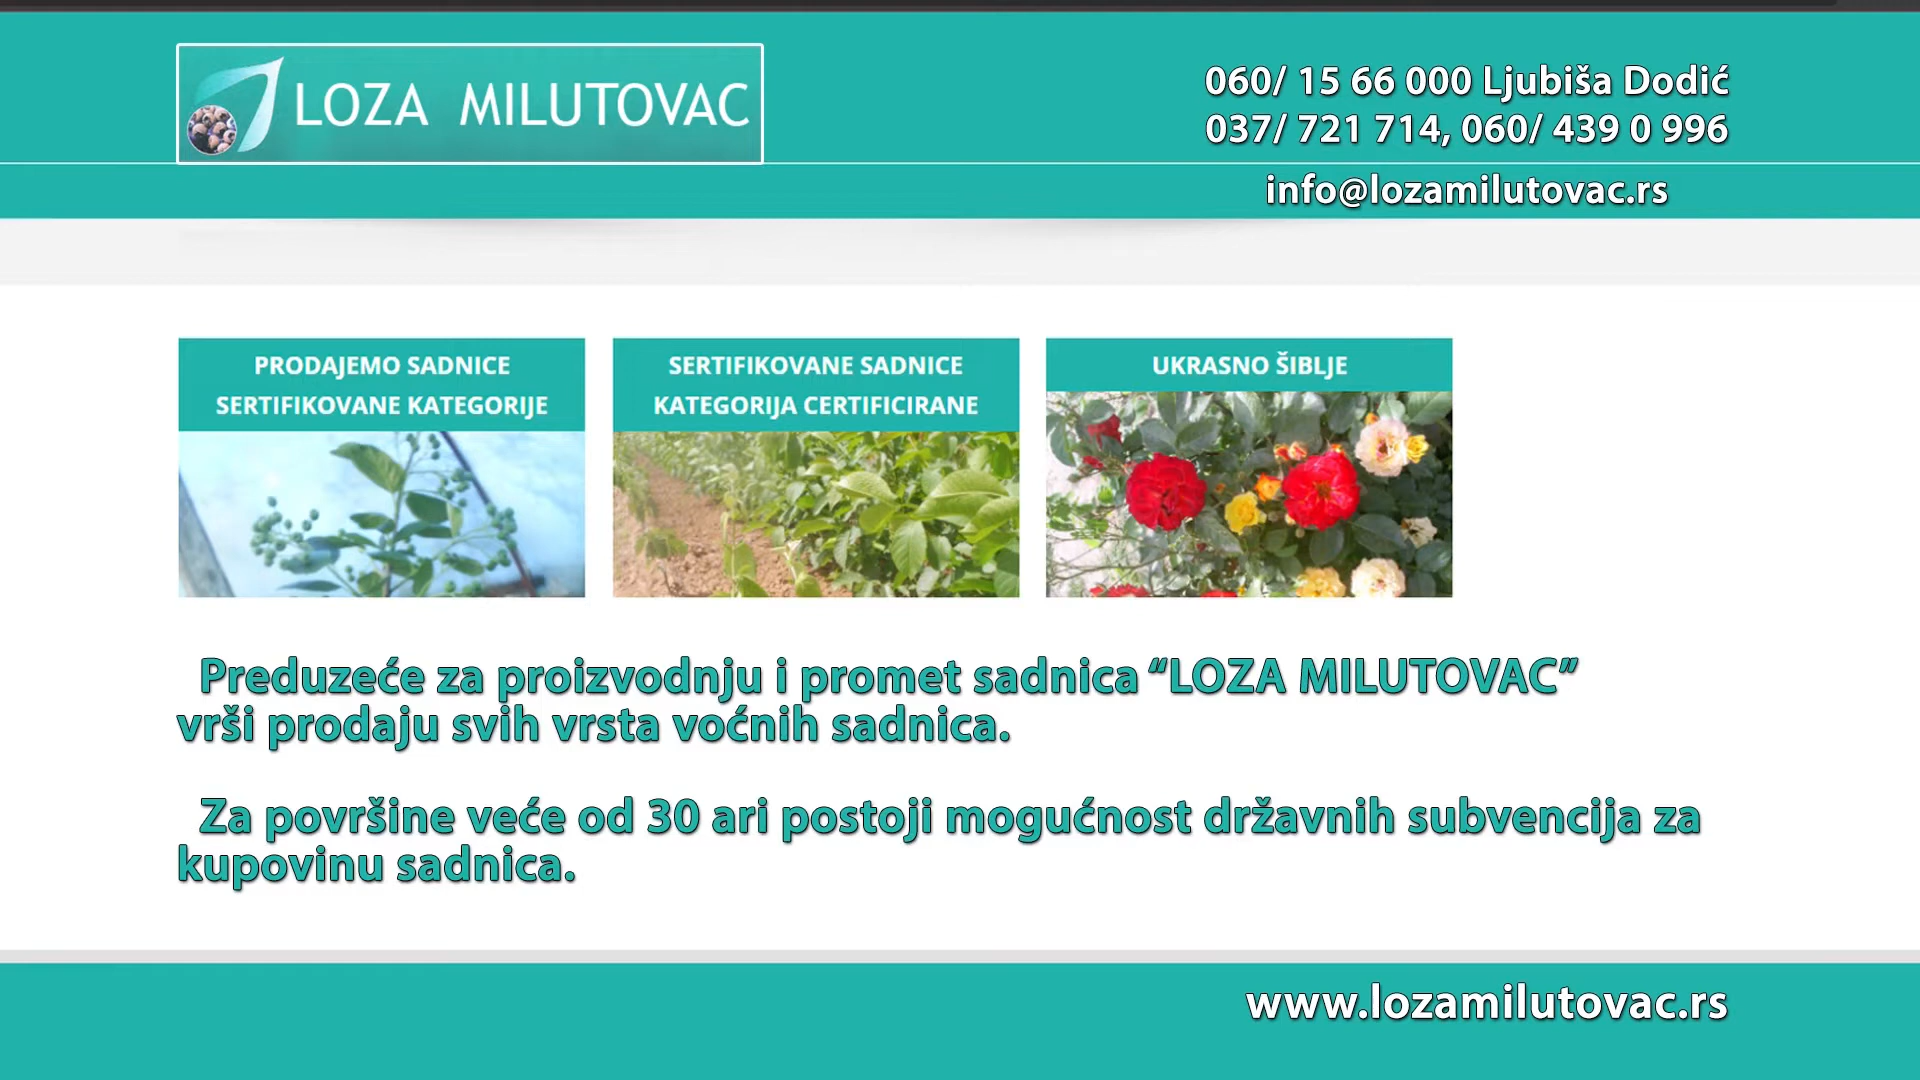 LOZA MILUTOVAC
060/ 15 66 000 Ljubiša Dodić
037/ 721 714, 060/ 439 0 996
info@lozamilutovac.rs
PRODAJEMO SADNICE
SERTIFIKOVANE KATEGORIJE
SERTIFIKOVANE SADNICE
KATEGORIJA CERTIFICIRANE
UKRASNO ŠIBLJE
Preduzeće za proizvodnju i promet sadnica “LOZA MILUTOVAC”
vrši prodaju svih vrsta voćnih sadnica.
Za površine veće od 30 ari postoji mogućnost državnih subvencija za
kupovinu sadnica.
www.lozamilutovac.rs